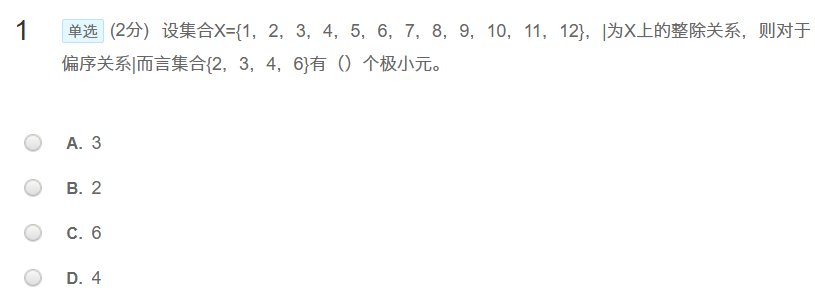 1 单选 (2分) 设集合X={1，2，3，4，5，6，7，8，9，10，11，12}，|为X上的整除关系，则对于
偏序关系|而言集合{2，3，4，6}有（）个极小元。
A. 3
B. 2
C. 6
D. 4